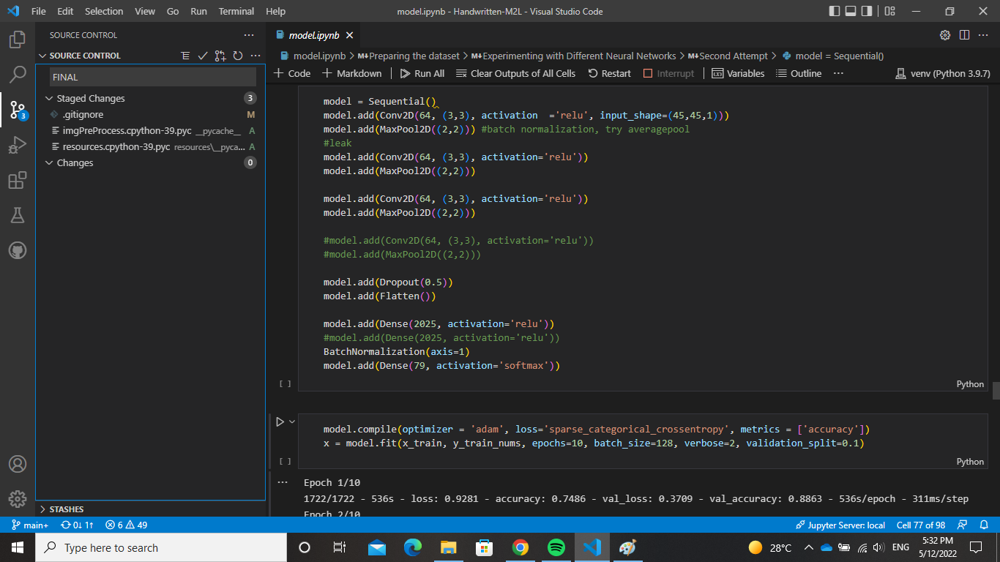 File Edit Selection View Go Run Terminal Help model.ipynb - Handwritten-M2L - Visual Studio Code
SOURCE CONTROL
model.ipynb
SOURCE CONTROL
model.ipynb > M↓Preparing the dataset > M↓Experimenting with Different Neural Networks > M↓Second Attempt > model = Sequential()
FINAL
+ Code + Markdown Run All Clear Outputs of All Cells Restart Interrupt Variables Outline ··· venv (Python 3.9.7)
Staged Changes 3
.gitignore M
imgPreProcess.cpython-39.pyc __pycache__ A
resources.cpython-39.pyc resources\__pyca... A
Changes 0
model = Sequential()
model.add(Conv2D(64, (3,3), activation  ='relu', input_shape=(45,45,1)))
model.add(MaxPool2D((2,2))) #batch normalization, try averagepool
#leak
model.add(Conv2D(64, (3,3), activation='relu'))
model.add(MaxPool2D((2,2)))
model.add(Conv2D(64, (3,3), activation='relu'))
model.add(MaxPool2D((2,2)))
#model.add(Conv2D(64, (3,3), activation='relu'))
#model.add(MaxPool2D((2,2)))
model.add(Dropout(0.5))
model.add(Flatten())
model.add(Dense(2025, activation='relu'))
#model.add(Dense(2025, activation='relu'))
BatchNormalization(axis=1)
model.add(Dense(79, activation='softmax'))
[ ] Python
model.compile(optimizer = 'adam', loss='sparse_categorical_crossentropy', metrics = ['accuracy'])
x = model.fit(x_train, y_train_nums, epochs=10, batch_size=128, verbose=2, validation_split=0.1)
[ ] Python
Epoch 1/10
1722/1722 - 536s - loss: 0.9281 - accuracy: 0.7486 - val_loss: 0.3709 - val_accuracy: 0.8863 - 536s/epoch - 311ms/step
Epoch 2/10
STASHES
3
main+ 0↓ 1↑ 6 49 Jupyter Server: local Cell 77 of 98
Type here to search 28°C ENG 5:32 PM
5/12/2022